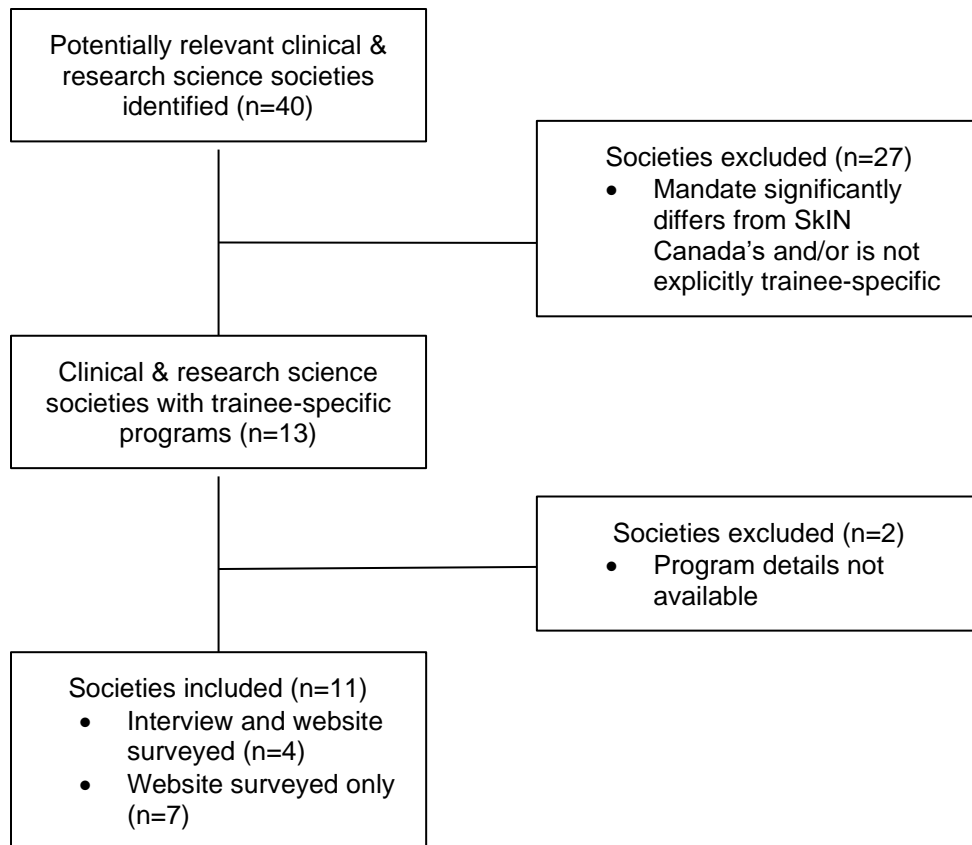 Potentially relevant clinical &
research science societies
identified (n=40)
Societies excluded (n=27)
• Mandate significantly
differs from SkIN
Canada's and/or is not
explicitly trainee-specific
Clinical & research science
societies with trainee-specific
programs (n=13)
Societies excluded (n=2)
• Program details not
available
Societies included (n=11)
• Interview and website
surveyed (n=4)
• Website surveyed only
(n=7)